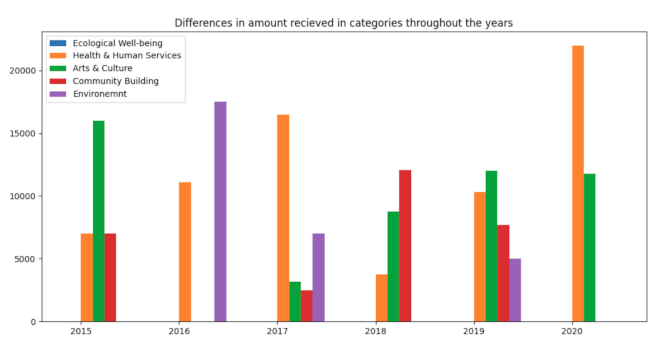 Differences in amount recieved in categories throughout the years
Ecological Well-being
Health & Human Services
Arts & Culture
Community Building
Environemnt
20000
15000
10000
5000
0
2015 2016 2017 2018 2019 2020